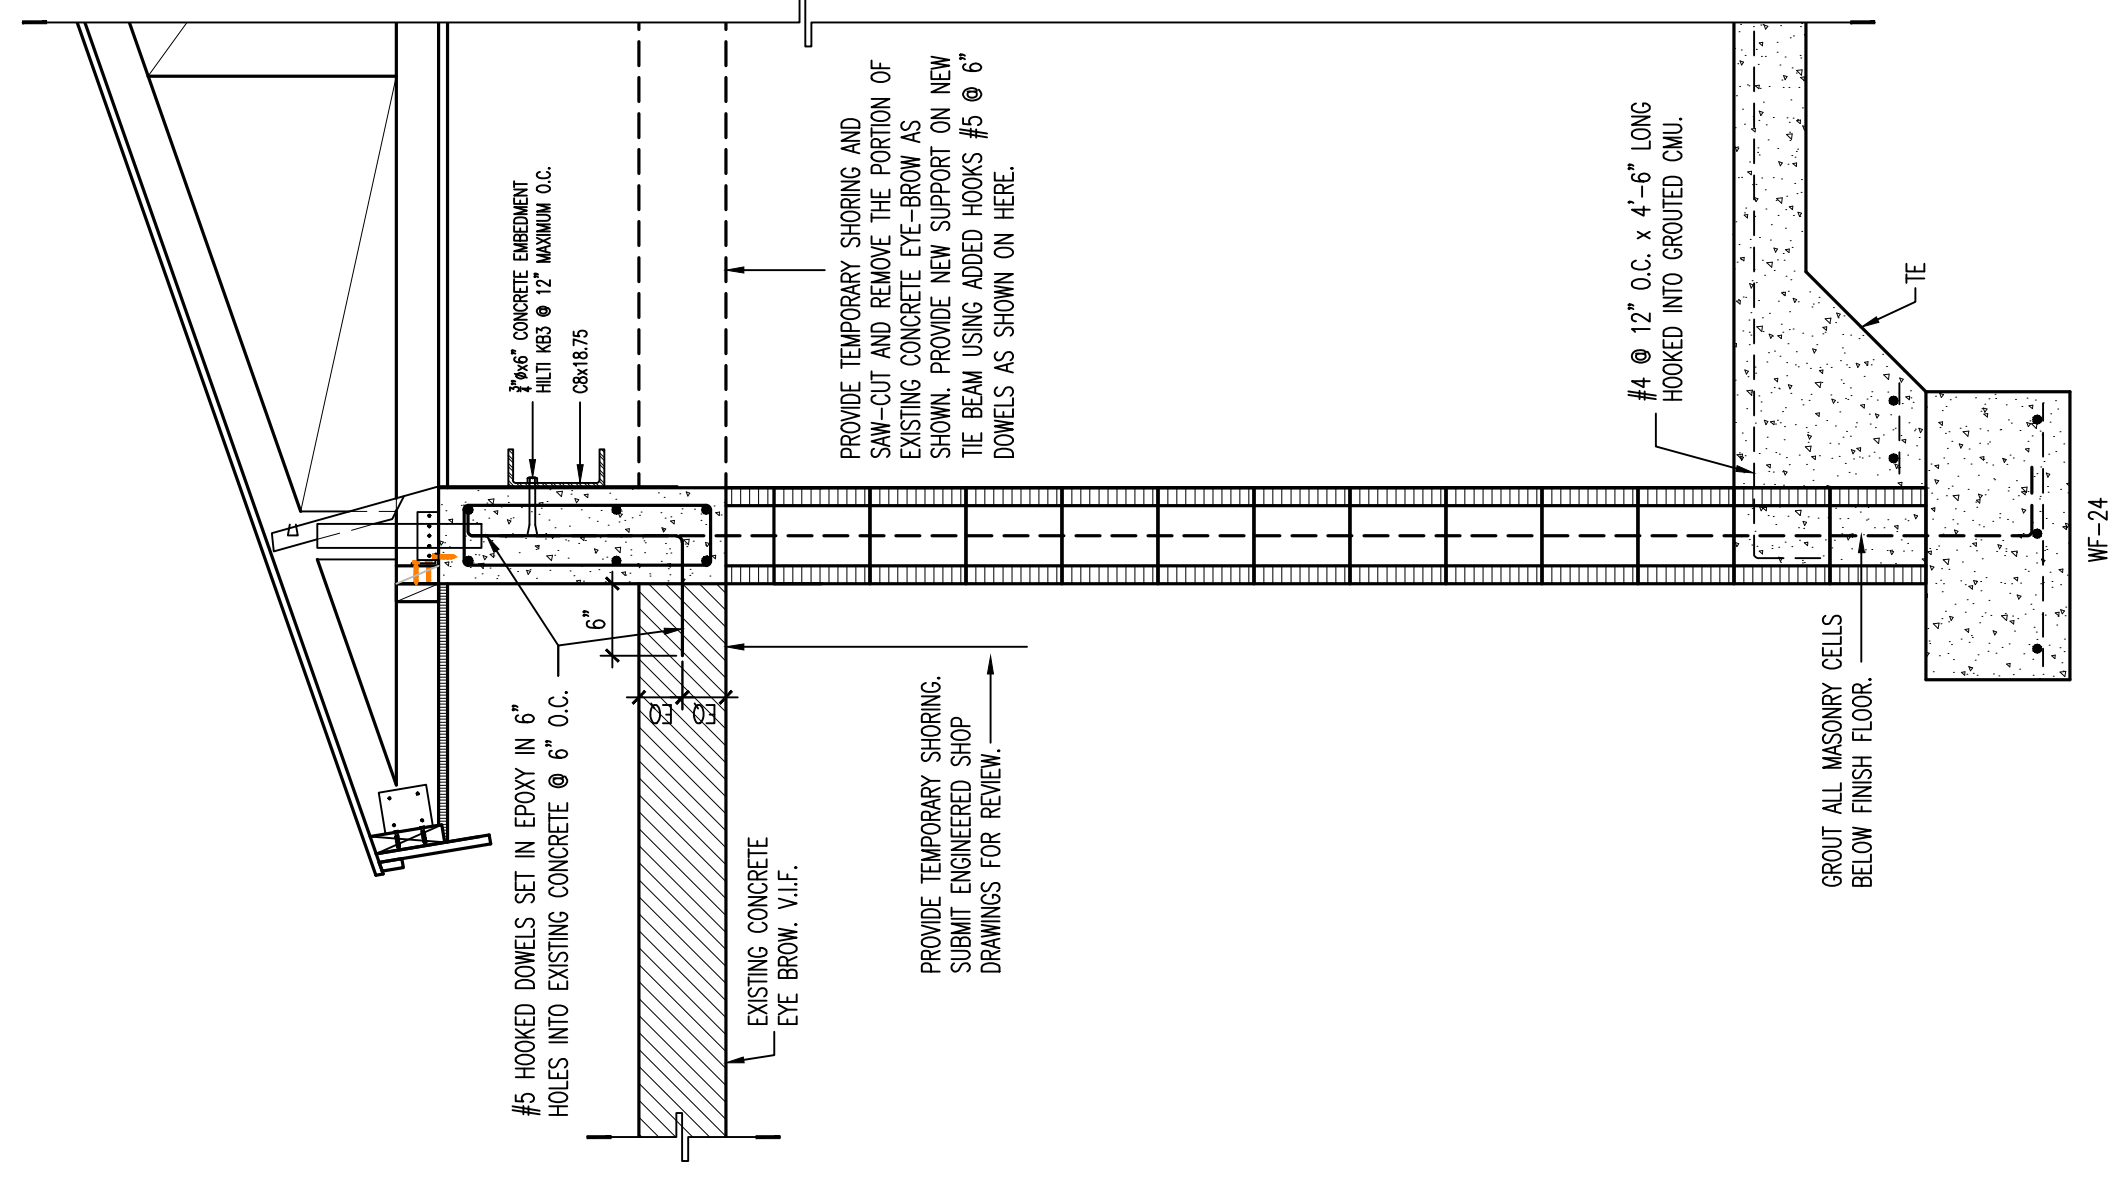 3/4"øx6" CONCRETE EMBEDMENT
HILTI KB3 @ 12" MAXIMUM O.C.
C8x18.75
PROVIDE TEMPORARY SHORING AND
SAW-CUT AND REMOVE THE PORTION OF
EXISTING CONCRETE EYE-BROW AS
SHOWN. PROVIDE NEW SUPPORT ON NEW
TIE BEAM USING ADDED HOOKS #5 @ 6"
DOWELS AS SHOWN ON HERE.
#4 @ 12" O.C. x 4'-6" LONG
HOOKED INTO GROUTED CMU.
TE
6"
EQ
EQ
#5 HOOKED DOWELS SET IN EPOXY IN 6"
HOLES INTO EXISTING CONCRETE @ 6" O.C.
EXISTING CONCRETE
EYE BROW. V.I.F.
PROVIDE TEMPORARY SHORING.
SUBMIT ENGINEERED SHOP
DRAWINGS FOR REVIEW.
GROUT ALL MASONRY CELLS
BELOW FINISH FLOOR.
WF-24